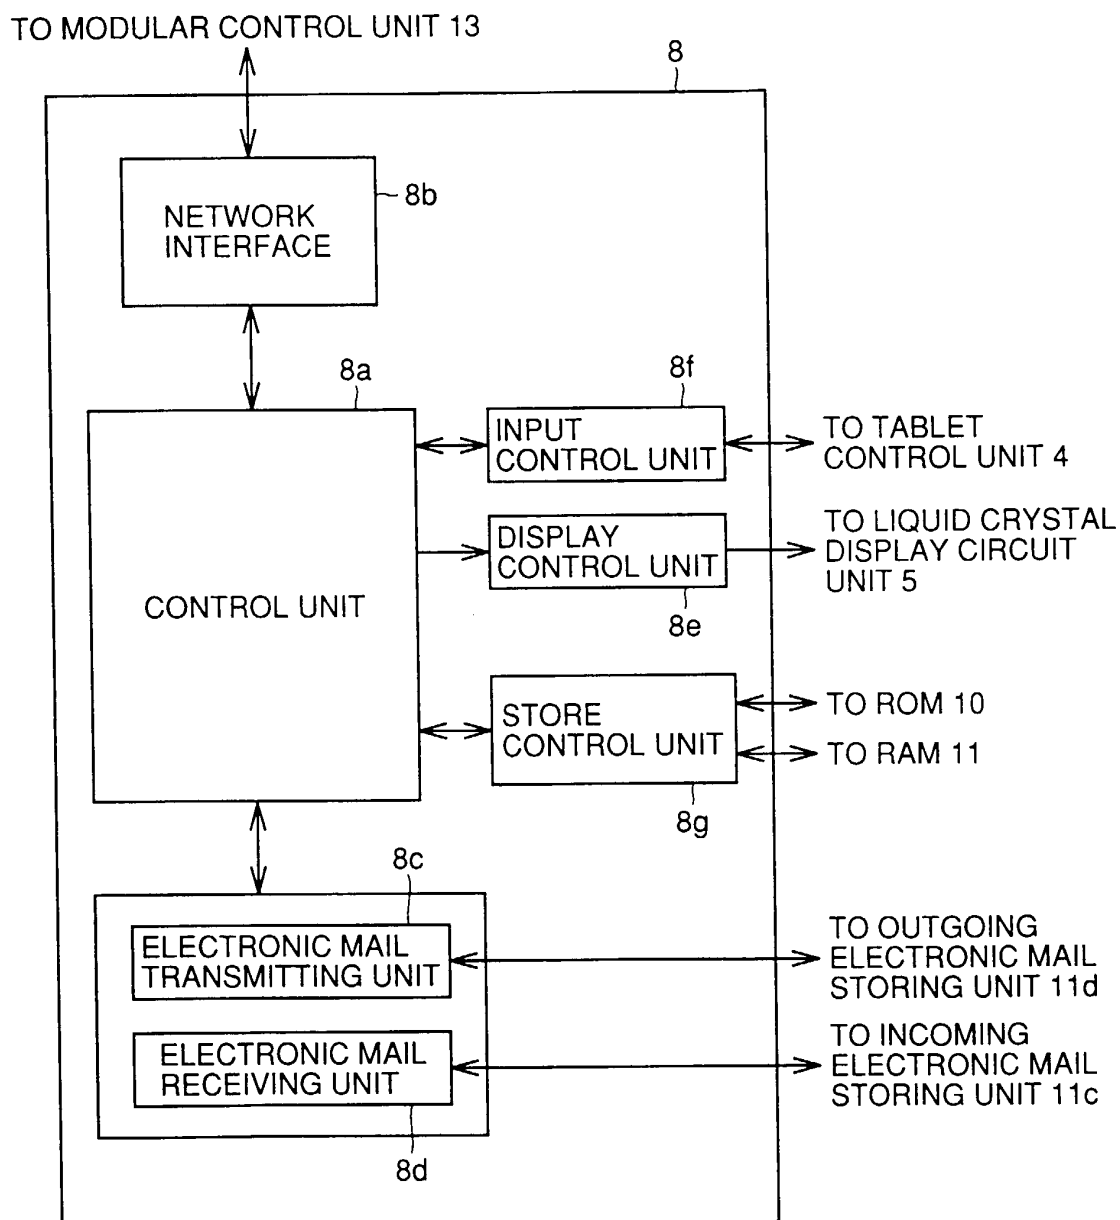 TO MODULAR CONTROL UNIT 13
8
NETWORK
INTERFACE
8b
8a
CONTROL UNIT
8f
INPUT
CONTROL UNIT
TO TABLET
CONTROL UNIT 4
DISPLAY
CONTROL UNIT
8e
TO LIQUID CRYSTAL
DISPLAY CIRCUIT
UNIT 5
STORE
CONTROL UNIT
8g
TO ROM 10
TO RAM 11
8c
ELECTRONIC MAIL
TRANSMITTING UNIT
TO OUTGOING
ELECTRONIC MAIL
STORING UNIT 11d
ELECTRONIC MAIL
RECEIVING UNIT
8d
TO INCOMING
ELECTRONIC MAIL
STORING UNIT 11c